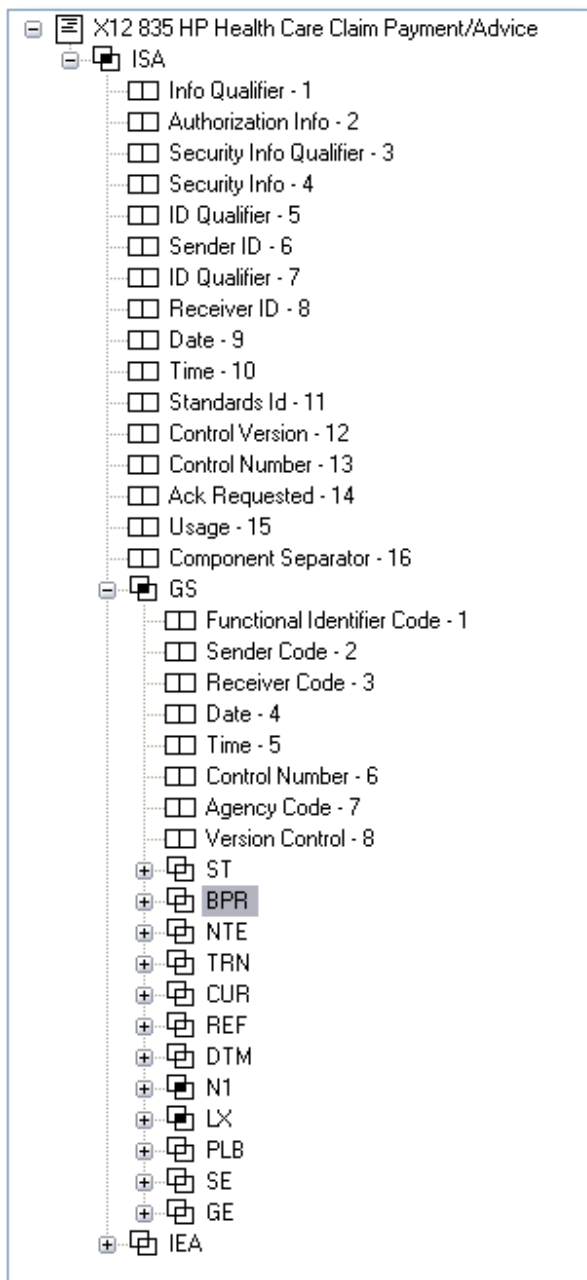 X12 835 HP Health Care Claim Payment/Advice
ISA
Info Qualifier - 1
Authorization Info - 2
Security Info Qualifier - 3
Security Info - 4
ID Qualifier - 5
Sender ID - 6
ID Qualifier - 7
Receiver ID - 8
Date - 9
Time - 10
Standards Id - 11
Control Version - 12
Control Number - 13
Ack Requested - 14
Usage - 15
Component Separator - 16
GS
Functional Identifier Code - 1
Sender Code - 2
Receiver Code - 3
Date - 4
Time - 5
Control Number - 6
Agency Code - 7
Version Control - 8
ST
BPR
NTE
TRN
CUR
REF
DTM
N1
LX
PLB
SE
GE
IEA